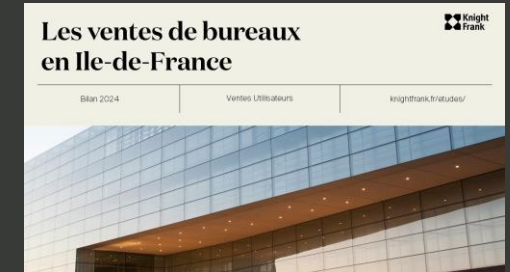 Les ventes de bureaux
en Ile-de-France
Knight
Frank
Bilan 2024
Ventes Utilisateurs
knightfrank.fr/etudes/